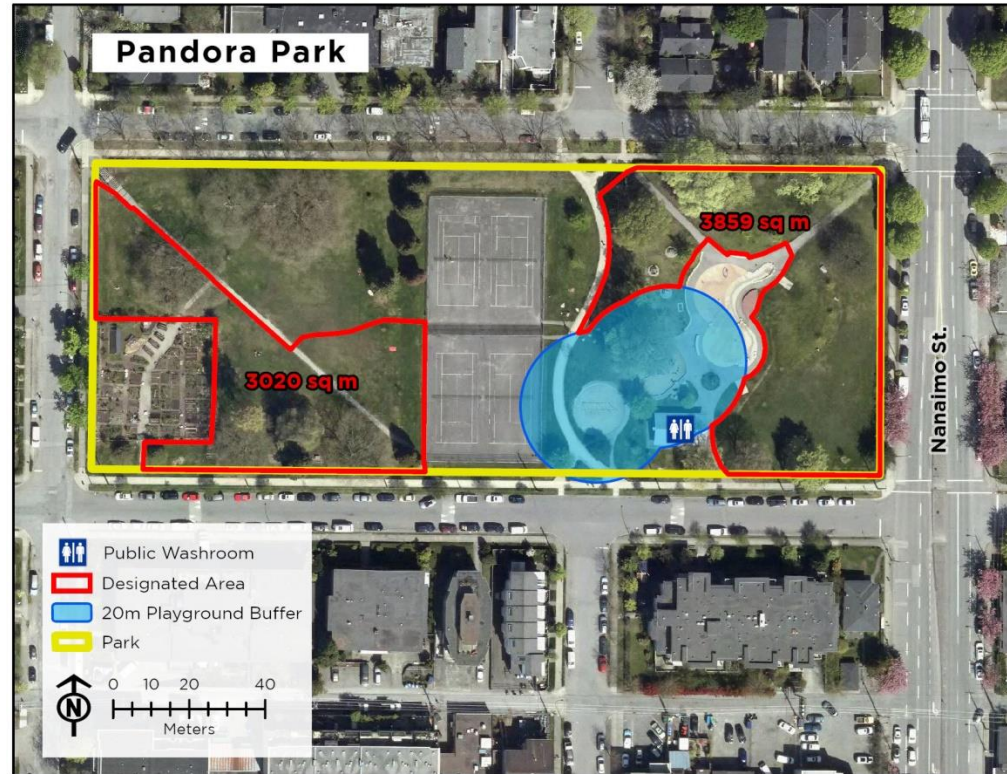 Pandora Park
3859 sq m
3020 sq m
Nanaimo St.
Public Washroom
Designated Area
20m Playground Buffer
Park
N
0 10 20 40
Meters